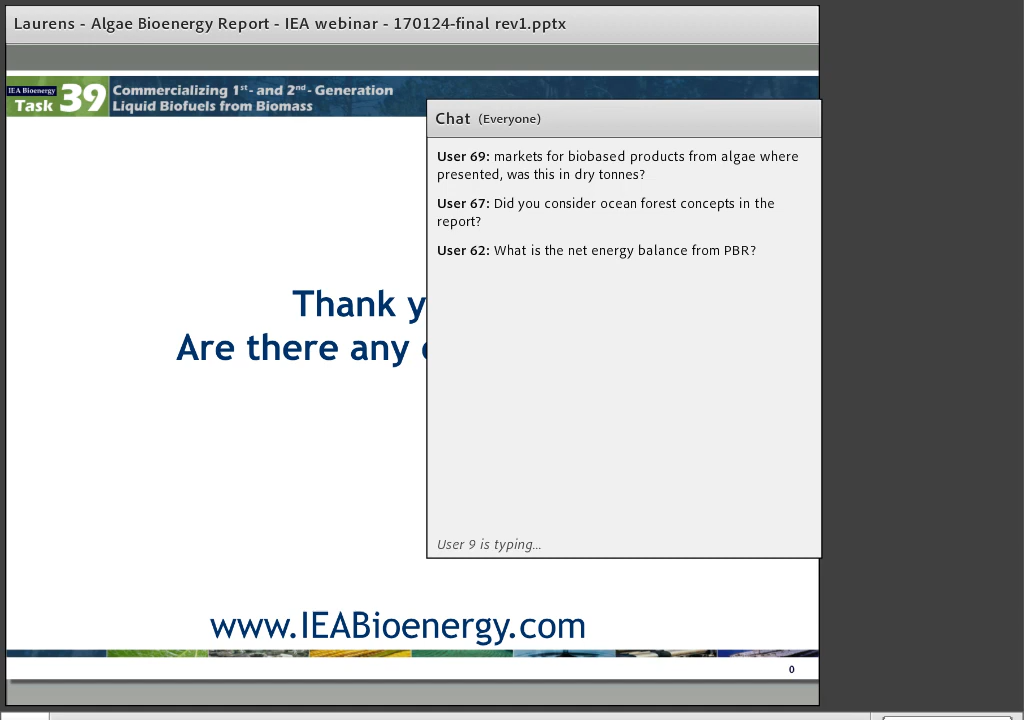 Laurens - Algae Bioenergy Report - IEA webinar - 170124-final rev1.pptx
IEA Bioenergy
Task 39
Commercializing 1st- and 2nd- Generation
Liquid Biofuels from Biomass
Chat (Everyone)
User 69: markets for biobased products from algae where
presented, was this in dry tonnes?
User 67: Did you consider ocean forest concepts in the
report?
User 62: What is the net energy balance from PBR?
User 9 is typing...
Thank y
Are there any
www.IEABioenergy.com
0